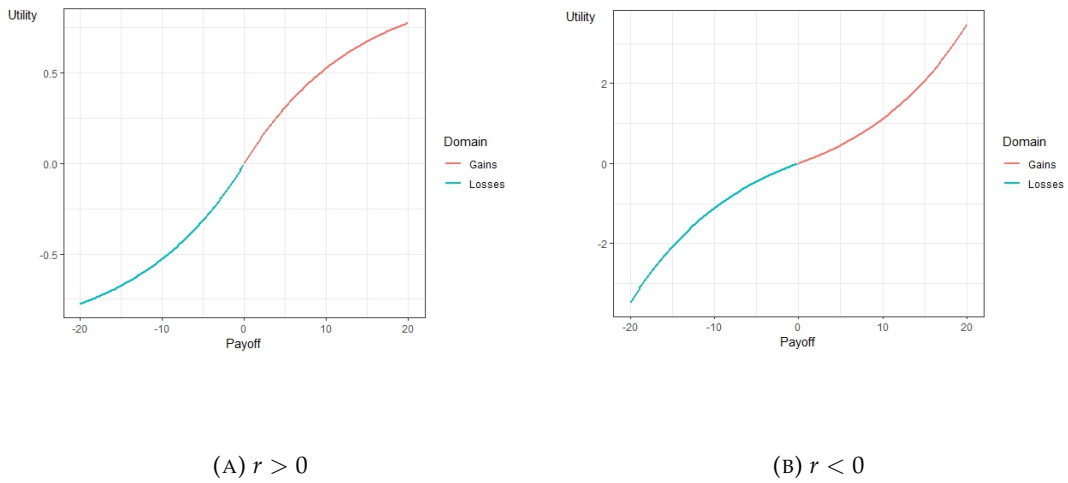 Utility
0.5
0.0
-0.5
-20
-10
0
10
20
Payoff
Domain
Gains
Losses
(A) r > 0
Utility
2
0
-2
-20
-10
0
10
20
Payoff
Domain
Gains
Losses
(B) r < 0